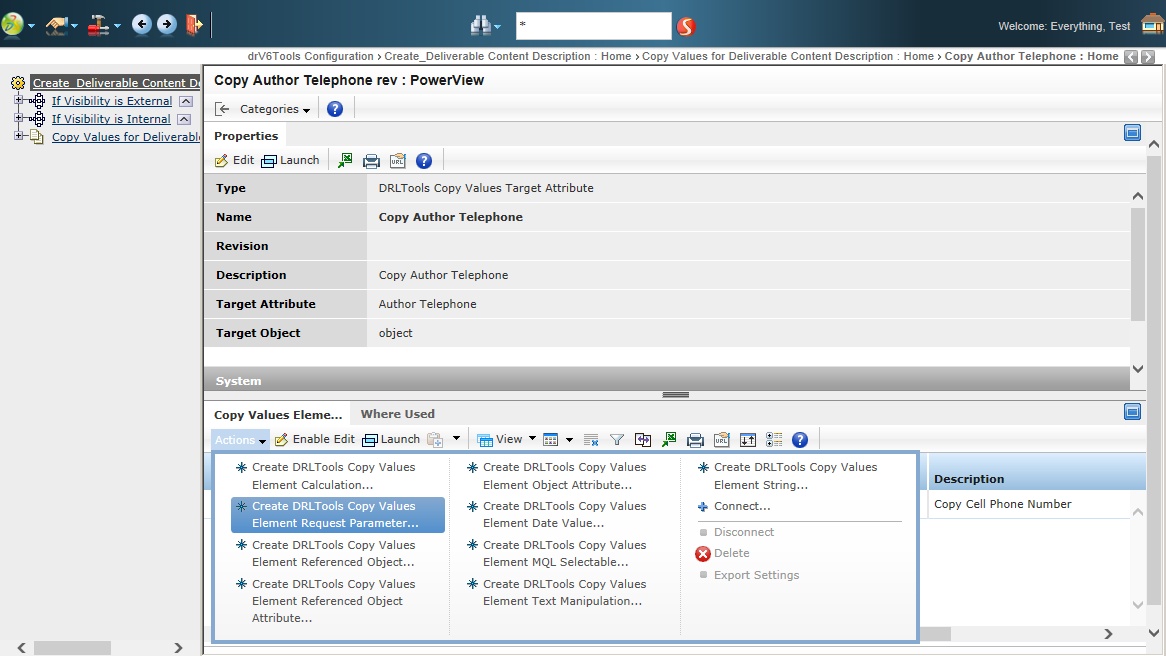 *
Welcome: Everything, Test
drV6Tools Configuration › Create_Deliverable Content Description : Home › Copy Values for Deliverable Content Description : Home › Copy Author Telephone : Home
Create_Deliverable Content De
If Visibility is External
If Visibility is Internal
Copy Values for Deliverable
Copy Author Telephone rev : PowerView
Categories
Properties
Edit Launch
URL
Type DRLTools Copy Values Target Attribute
Name Copy Author Telephone
Revision
Description Copy Author Telephone
Target Attribute Author Telephone
Target Object object
System
Copy Values Eleme... Where Used
Actions Enable Edit Launch View
URL
Create DRLTools Copy Values
Element Calculation...
Create DRLTools Copy Values
Element Request Parameter...
Create DRLTools Copy Values
Element Referenced Object...
Create DRLTools Copy Values
Element Referenced Object
Attribute...
Create DRLTools Copy Values
Element Object Attribute...
Create DRLTools Copy Values
Element Date Value...
Create DRLTools Copy Values
Element MQL Selectable...
Create DRLTools Copy Values
Element Text Manipulation...
Create DRLTools Copy Values
Element String...
Connect...
Disconnect
Delete
Export Settings
Description
Copy Cell Phone Number